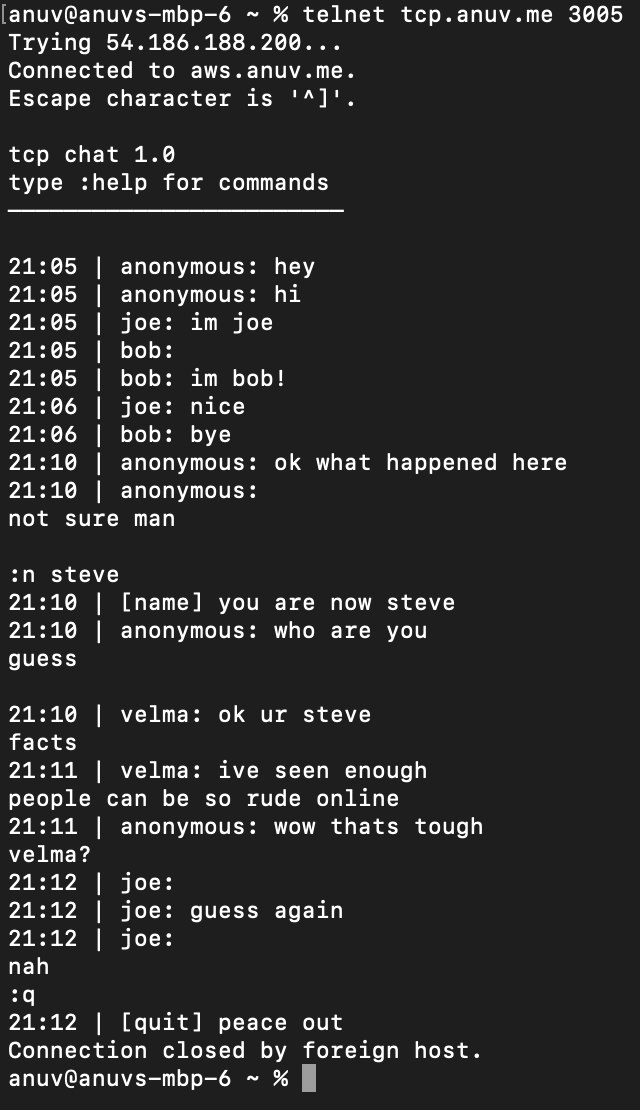 [anuv@anuvs-mbp-6 ~ % telnet tcp.anuv.me 3005
Trying 54.186.188.200...
Connected to aws.anuv.me.
Escape character is '^]'.
tcp chat 1.0
type :help for commands
────────────────────────
21:05 | anonymous: hey
21:05 | anonymous: hi
21:05 | joe: im joe
21:05 | bob:
21:05 | bob: im bob!
21:06 | joe: nice
21:06 | bob: bye
21:10 | anonymous: ok what happened here
21:10 | anonymous:
not sure man
:n steve
21:10 | [name] you are now steve
21:10 | anonymous: who are you
guess
21:10 | velma: ok ur steve
facts
21:11 | velma: ive seen enough
people can be so rude online
21:11 | anonymous: wow thats tough
velma?
21:12 | joe:
21:12 | joe: guess again
21:12 | joe:
nah
:q
21:12 | [quit] peace out
Connection closed by foreign host.
anuv@anuvs-mbp-6 ~ %